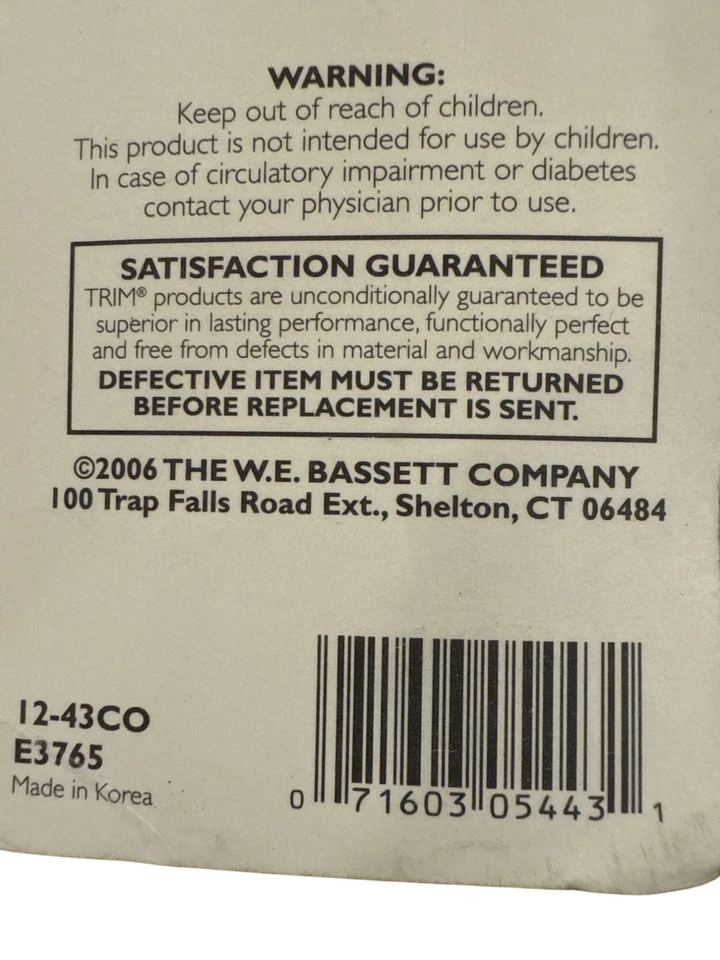 WARNING:
Keep out of reach of children.
This product is not intended for use by children.
In case of circulatory impairment or diabetes
contact your physician prior to use.
SATISFACTION GUARANTEED
TRIM® products are unconditionally guaranteed to be
superior in lasting performance, functionally perfect
and free from defects in material and workmanship.
DEFECTIVE ITEM MUST BE RETURNED
BEFORE REPLACEMENT IS SENT.
©2006 THE W.E. BASSETT COMPANY
100 Trap Falls Road Ext., Shelton, CT 06484
12-43CO
E3765
Made in Korea
0 71603 05443 1